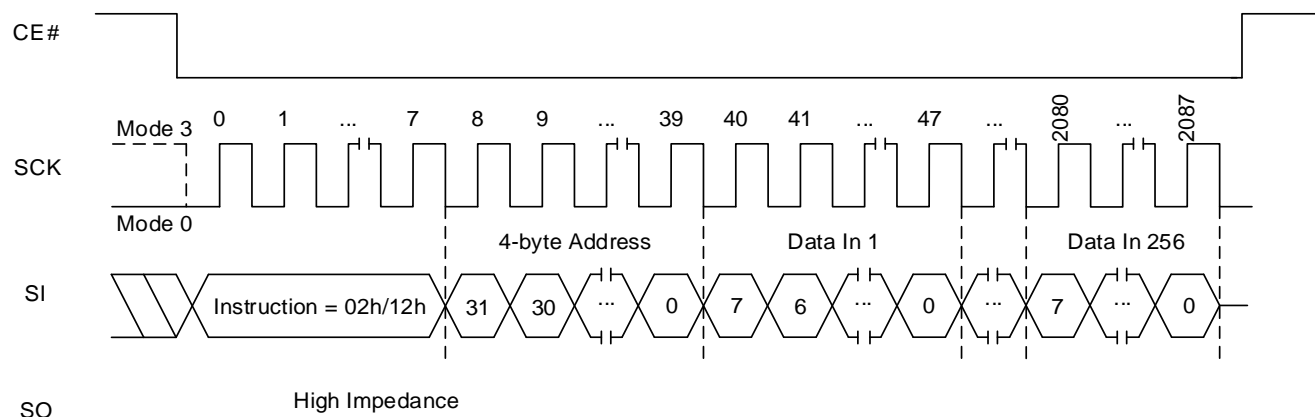 CE#
0 1 ... 7 8 9 ... 39 40 41 ... 47 ... 2080 ... 2087
Mode 3
SCK
Mode 0
4-byte Address Data In 1 Data In 256
SI
Instruction = 02h/12h 31 30 ... 0 7 6 ... 0 ... 7 ... 0
High Impedance
SO